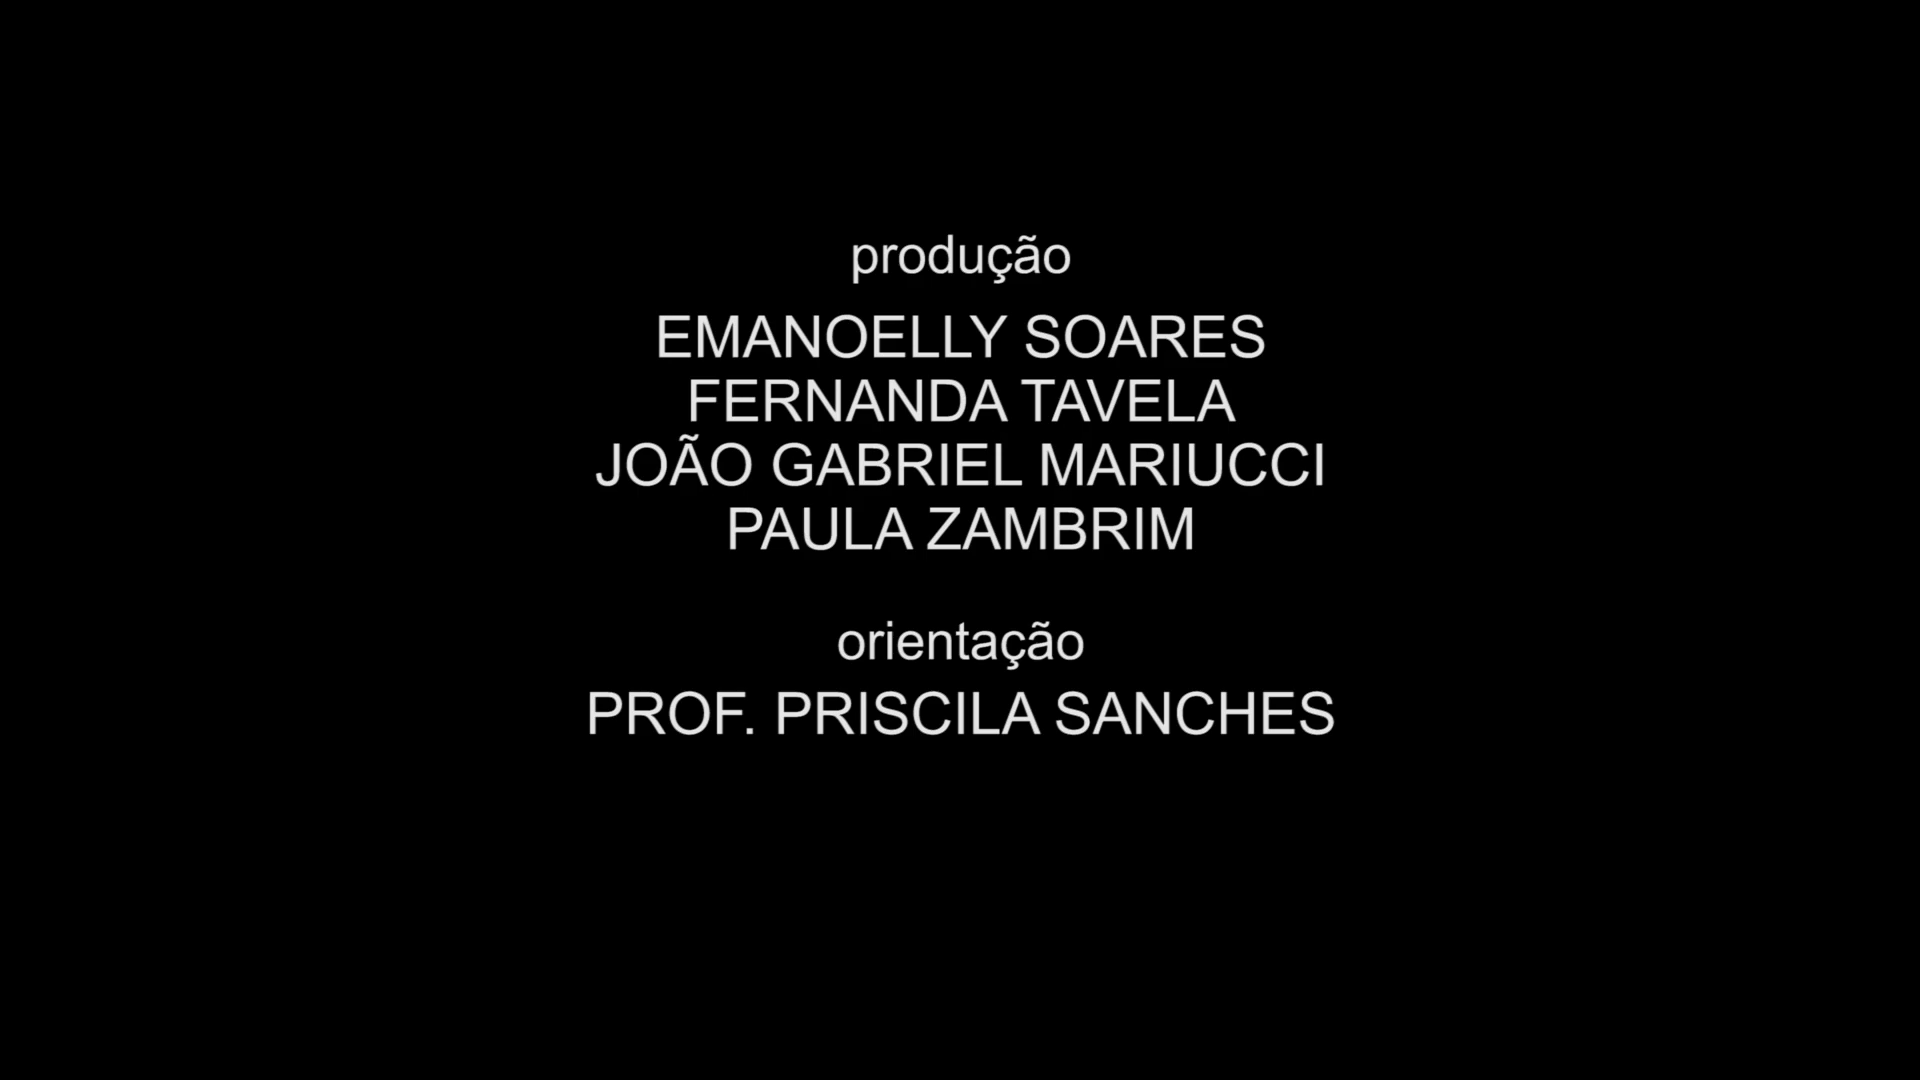 produção
EMANOELLY SOARES
FERNANDA TAVELA
JOÃO GABRIEL MARIUCCI
PAULA ZAMBRIM
orientação
PROF. PRISCILA SANCHES